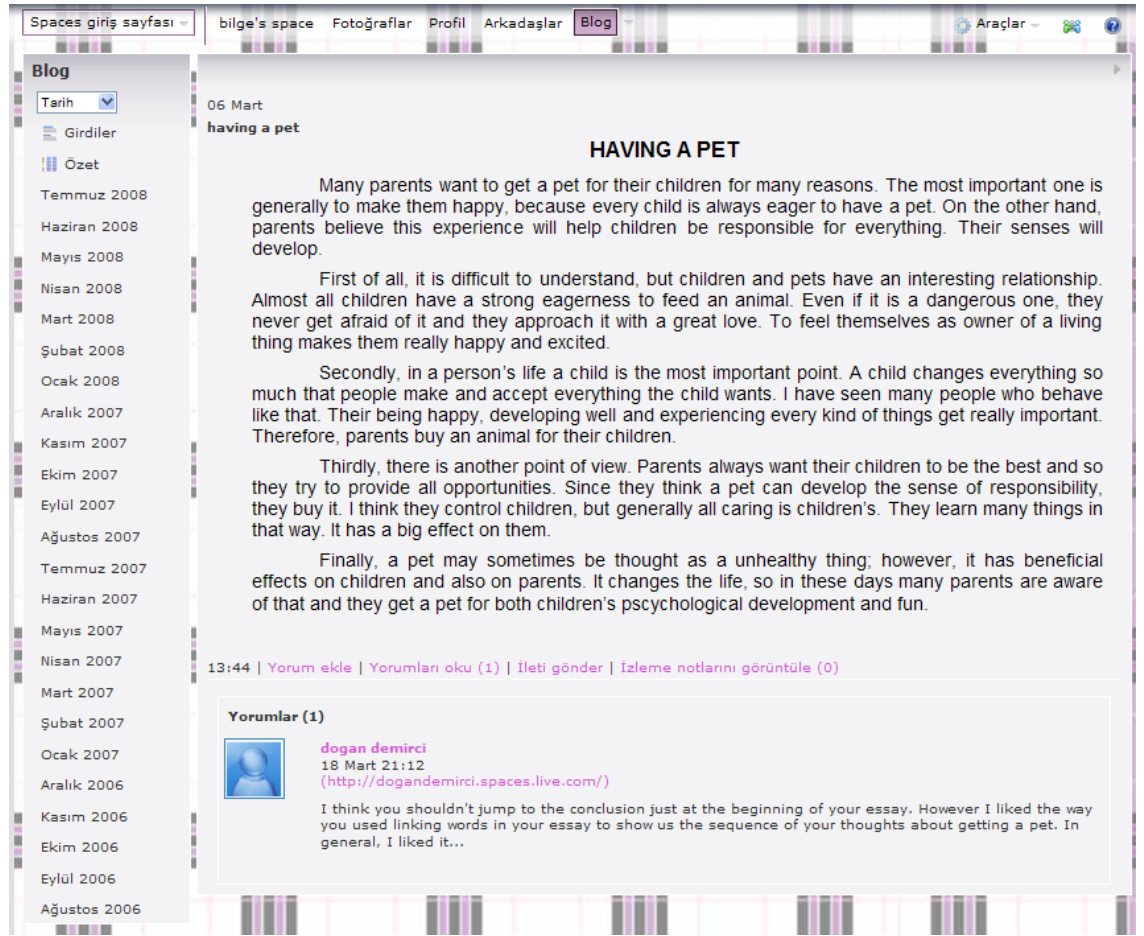 Spaces giriş sayfası
bilge's space Fotoğraflar Profil Arkadaşlar Blog
Araçlar
Blog
Tarih
Girdiler
Özet
Temmuz 2008
Haziran 2008
Mayıs 2008
Nisan 2008
Mart 2008
Şubat 2008
Ocak 2008
Aralık 2007
Kasım 2007
Ekim 2007
Eylül 2007
Ağustos 2007
Temmuz 2007
Haziran 2007
Mayıs 2007
Nisan 2007
Mart 2007
Şubat 2007
Ocak 2007
Aralık 2006
Kasım 2006
Ekim 2006
Eylül 2006
Ağustos 2006
06 Mart
having a pet
HAVING A PET
Many parents want to get a pet for their children for many reasons. The most important one is
generally to make them happy, because every child is always eager to have a pet. On the other hand,
parents believe this experience will help children be responsible for everything. Their senses will
develop.
First of all, it is difficult to understand, but children and pets have an interesting relationship.
Almost all children have a strong eagerness to feed an animal. Even if it is a dangerous one, they
never get afraid of it and they approach it with a great love. To feel themselves as owner of a living
thing makes them really happy and excited.
Secondly, in a person's life a child is the most important point. A child changes everything so
much that people make and accept everything the child wants. I have seen many people who behave
like that. Their being happy, developing well and experiencing every kind of things get really important.
Therefore, parents buy an animal for their children.
Thirdly, there is another point of view. Parents always want their children to be the best and so
they try to provide all opportunities. Since they think a pet can develop the sense of responsibility,
they buy it. I think they control children, but generally all caring is children's. They learn many things in
that way. It has a big effect on them.
Finally, a pet may sometimes be thought as a unhealthy thing; however, it has beneficial
effects on children and also on parents. It changes the life, so in these days many parents are aware
of that and they get a pet for both children's pscychological development and fun.
13:44 | Yorum ekle | Yorumları oku (1) | İleti gönder | İzleme notlarını görüntüle (0)
Yorumlar (1)
dogan demirci
18 Mart 21:12
(http://dogandemirci.spaces.live.com/)
I think you shouldn't jump to the conclusion just at the beginning of your essay. However I liked the way
you used linking words in your essay to show us the sequence of your thoughts about getting a pet. In
general, I liked it...